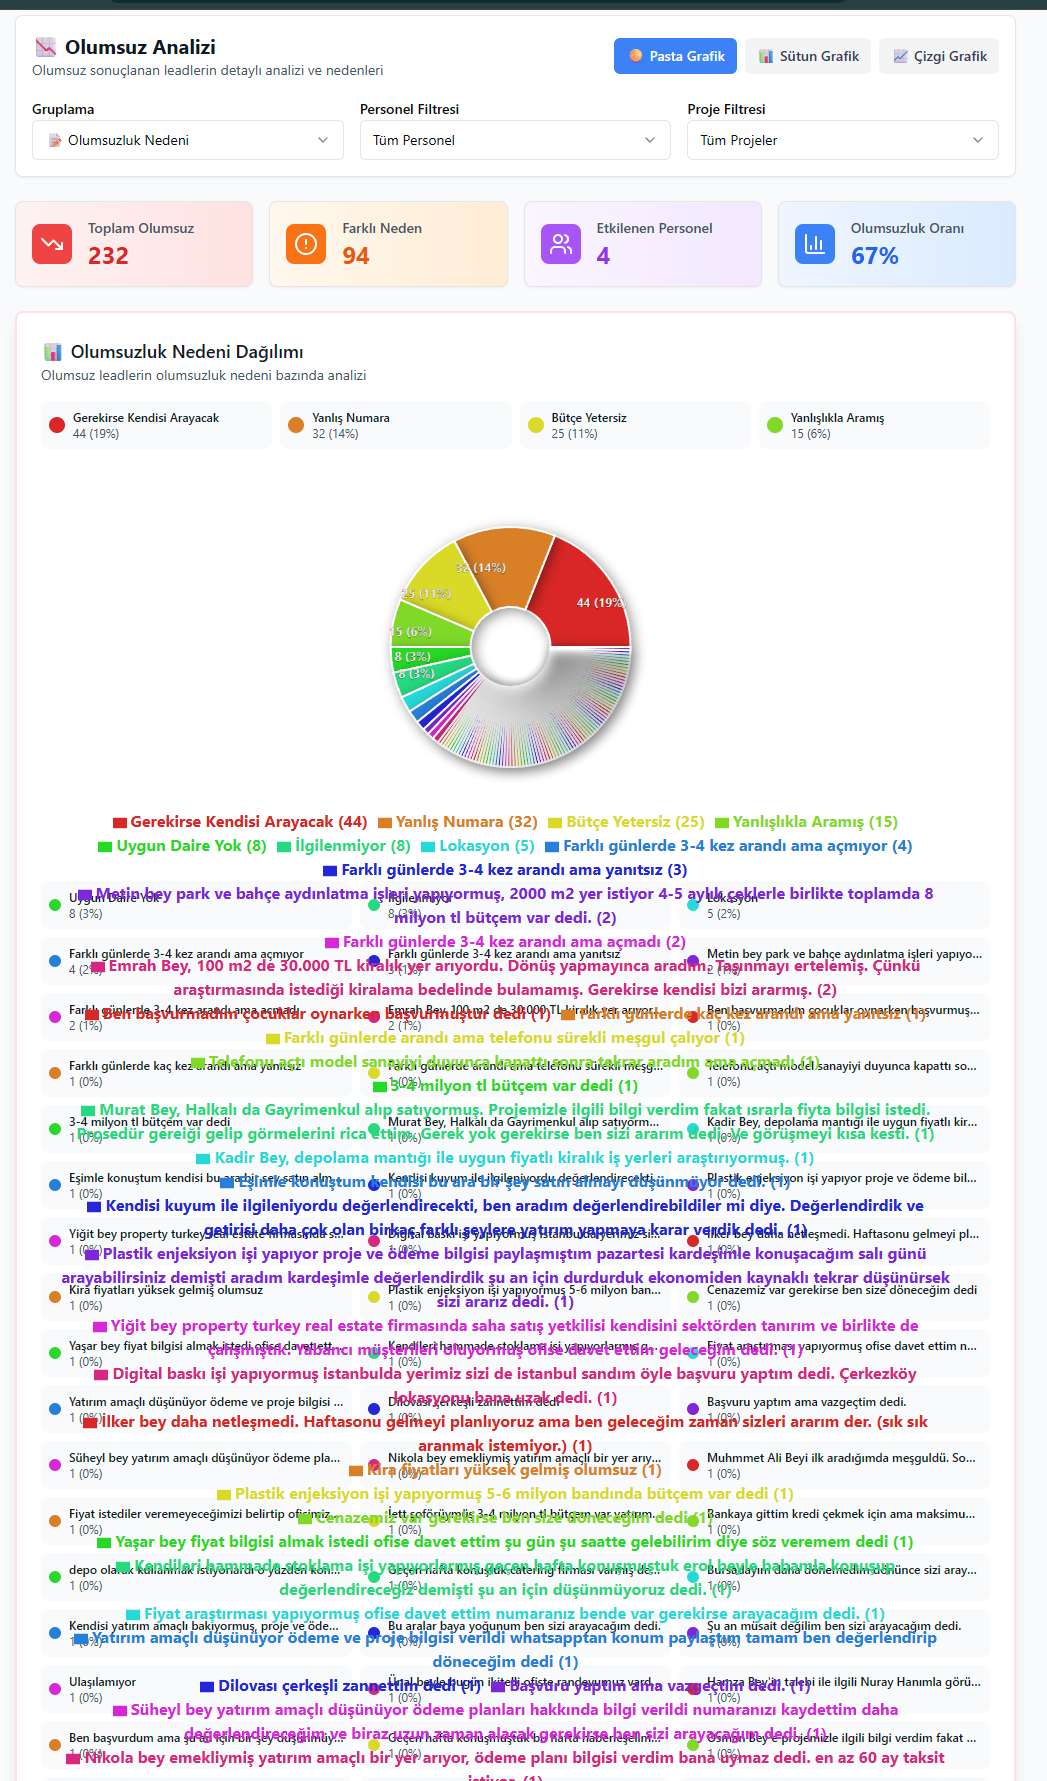 Olumsuz Analizi
Olumsuz sonuçlanan leadlerin detaylı analizi ve nedenleri
Pasta Grafik
Sütun Grafik
Çizgi Grafik
Gruplama
Personel Filtresi
Proje Filtresi
Olumsuzluk Nedeni
Tüm Personel
Tüm Projeler
Toplam Olumsuz
232
Farklı Neden
94
Etkilenen Personel
4
Olumsuzluk Oranı
67%
Olumsuzluk Nedeni Dağılımı
Olumsuz leadlerin olumsuzluk nedeni bazında analizi
Gerekirse Kendisi Arayacak
44 (19%)
Yanlış Numara
32 (14%)
Bütçe Yetersiz
25 (11%)
Yanlışlıkla Aramış
15 (6%)
32 (14%)
25 (11%)
44 (19%)
15 (6%)
8 (3%)
8 (3%)
Gerekirse Kendisi Arayacak (44) Yanlış Numara (32) Bütçe Yetersiz (25) Yanlışlıkla Aramış (15)
Uygun Daire Yok (8) İlgilenmiyor (8) Lokasyon (5) Farklı günlerde 3-4 kez arandı ama açmıyor (4)
Farklı günlerde 3-4 kez arandı ama yanıtsız (3)
Metin bey park ve bahçe aydınlatma işleri yapıyormuş, 2000 m2 yer istiyor 4-5 aylık çeklerle birlikte toplamda 8
milyon tl bütçem var dedi. (2)
Uygun Daire Yok
8 (3%)
İlgilenmiyor
8 (3%)
Lokasyon
5 (2%)
Farklı günlerde 3-4 kez arandı ama açmadı (2)
Farklı günlerde 3-4 kez arandı ama açmıyor
4 (2%)
Farklı günlerde 3-4 kez arandı ama yanıtsız
3 (1%)
Metin bey park ve bahçe aydınlatma işleri yapıyo...
2 (1%)
Emrah Bey, 100 m2 de 30.000 TL kiralık yer arıyordu. Dönüş yapmayınca aradım. Taşınmayı ertelemiş. Çünkü
araştırmasında istediği kiralama bedelinde bulamamış. Gerekirse kendisi bizi ararmış. (2)
Farklı günlerde 3-4 kez arandı ama açmadı
2 (1%)
Emrah Bey, 100 m2 de 30.000 TL kiralık yer arıyor...
2 (1%)
Ben başvurmadım çocuklar oynarken başvurmuş...
1 (0%)
Ben başvurmadım çocuklar oynarken başvurmuştur dedi (1) Farklı günlerde kaç kez arandı ama yanıtsız (1)
Farklı günlerde arandı ama telefonu sürekli meşgul çalıyor (1)
Telefonu açtı model sanayiyi duyunca kapattı sonra tekrar aradım ama açmadı (1)
Farklı günlerde kaç kez arandı ama yanıtsız
1 (0%)
Farklı günlerde arandı ama telefonu sürekli meşg...
1 (0%)
Telefonu açtı model sanayiyi duyunca kapattı so...
1 (0%)
3-4 milyon tl bütçem var dedi (1)
Murat Bey, Halkalı da Gayrimenkul alıp satıyormuş. Projemizle ilgili bilgi verdim fakat ısrarla fiyta bilgisi istedi.
Prosedür gereği gelip görmelerini rica ettim. Gerek yok gerekirse ben sizi ararım dedi. Ve görüşmeyi kısa kesti. (1)
3-4 milyon tl bütçem var dedi
1 (0%)
Murat Bey, Halkalı da Gayrimenkul alıp satıyorm...
1 (0%)
Kadir Bey, depolama mantığı ile uygun fiyatlı kir...
1 (0%)
Kadir Bey, depolama mantığı ile uygun fiyatlı kiralık iş yerleri araştırıyormuş. (1)
Eşimle konuştum kendisi bu ara bir şey satın almayı düşünmüyor dedi. (1)
Eşimle konuştum kendisi bu ara bir şey satın alm...
1 (0%)
Kendisi kuyum ile ilgileniyordu değerlendirecekti...
1 (0%)
Plastik enjeksiyon işi yapıyor proje ve ödeme bil...
1 (0%)
Kendisi kuyum ile ilgileniyordu değerlendirecekti, ben aradım değerlendirebildiler mi diye. Değerlendirdik ve
getirisi daha çok olan birkaç farklı şeylere yatırım yapmaya karar verdik dedi. (1)
Yiğit bey property turkey real estate firmasında s...
1 (0%)
Digital baskı işi yapıyormuş istanbulda yerimiz si...
1 (0%)
İlker bey daha netleşmedi. Haftasonu gelmeyi pl...
1 (0%)
Plastik enjeksiyon işi yapıyor proje ve ödeme bilgisi paylaşmıştım pazartesi kardeşimle konuşacağım salı günü
arayabilirsiniz demişti aradım kardeşimle değerlendirdik şu an için durdurduk ekonomiden kaynaklı tekrar düşünürsek
sizi ararız dedi. (1)
Kira fiyatları yüksek gelmiş olumsuz
1 (0%)
Plastik enjeksiyon işi yapıyormuş 5-6 milyon ban...
1 (0%)
Cenazemiz var gerekirse ben size döneceğim dedi
1 (0%)
Yiğit bey property turkey real estate firmasında saha satış yetkilisi kendisini sektörden tanırım ve birlikte de
çalışmıştık. Yabancı müşterileri oluyormuş ofise davet ettim geleceğim dedi. (1)
Yaşar bey fiyat bilgisi almak istedi ofise davet ett...
1 (0%)
Kendileri hammade stoklama işi yapıyorlarmış g...
1 (0%)
Fiyat araştırması yapıyormuş ofise davet ettim n...
1 (0%)
Digital baskı işi yapıyormuş istanbulda yerimiz sizi de istanbul sandım öyle başvuru yaptım dedi. Çerkezköy
lokasyonu bana uzak dedi. (1)
Yatırım amaçlı düşünüyor ödeme ve proje bilgisi ...
1 (0%)
Dilovası çerkeşli zannettim dedi
1 (0%)
Başvuru yaptım ama vazgeçtim dedi.
1 (0%)
İlker bey daha netleşmedi. Haftasonu gelmeyi planlıyoruz ama ben geleceğim zaman sizleri ararım der. (sık sık
aranmak istemiyor.) (1)
Süheyl bey yatırım amaçlı düşünüyor ödeme pla...
1 (0%)
Nikola bey emekliymiş yatırım amaçlı bir yer arıy...
1 (0%)
Muhmmet Ali Beyi ilk aradığımda meşguldü. So...
1 (0%)
Kira fiyatları yüksek gelmiş olumsuz (1)
Plastik enjeksiyon işi yapıyormuş 5-6 milyon bandında bütçem var dedi (1)
Cenazemiz var gerekirse ben size döneceğim dedi (1)
Fiyat istediler veremeyeceğimizi belirtip ofisimiz...
1 (0%)
İett şoförüymüş 3-4 milyon tl bütçem var yatırım...
1 (0%)
Bankaya gittim kredi çekmek için ama maksimu...
1 (0%)
Yaşar bey fiyat bilgisi almak istedi ofise davet ettim şu gün şu saatte gelebilirim diye söz veremem dedi (1)
Kendileri hammade stoklama işi yapıyorlarmış geçen hafta konuşmuştuk erol beyle babamla konuşup
değerlendireceğiz demişti şu an için düşünmüyoruz dedi. (1)
depo olarak kullanmak istiyorlardı o yüzden kon...
1 (0%)
Geçen hafta konuştuk catering firması varmış de...
1 (0%)
Bursadayım daha dönemedim dönünce sizi aray...
1 (0%)
Fiyat araştırması yapıyormuş ofise davet ettim numaranız bende var gerekirse arayacağım dedi. (1)
Kendisi yatırım amaçlı bakıyormuş, proje ve öde...
1 (0%)
Bu aralar baya yoğunum ben sizi arayacağım dedi.
1 (0%)
Şu an müsait değilim ben sizi arayacağım dedi.
1 (0%)
Yatırım amaçlı düşünüyor ödeme ve proje bilgisi verildi whatsapptan konum paylaştım tamam ben değerlendirip
döneceğim dedi (1)
Ulaşılamıyor
1 (0%)
Ünal beyle bugün ikitelli ofiste randevumuz vard...
1 (0%)
Hamza Bey'in talebi ile ilgili Nuray Hanımla görü...
1 (0%)
Dilovası çerkeşli zannettim dedi (1) Başvuru yaptım ama vazgeçtim dedi. (1)
Süheyl bey yatırım amaçlı düşünüyor ödeme planları hakkında bilgi verildi numaranızı kaydettim daha
değerlendireceğim ve biraz uzun zaman alacak gerekirse ben sizi arayacağım dedi. (1)
Ben başvurdum ama şu an için bir şey düşünmüy...
1 (0%)
Geçen hafta konuşmuştuk bu hafta haberleşelim...
1 (0%)
Osman Bey'e projemizle ilgili bilgi verdim fakat ...
1 (0%)
Nikola bey emekliymiş yatırım amaçlı bir yer arıyor, ödeme planı bilgisi verdim bana uymaz dedi. en az 60 ay taksit
istiyor. (1)